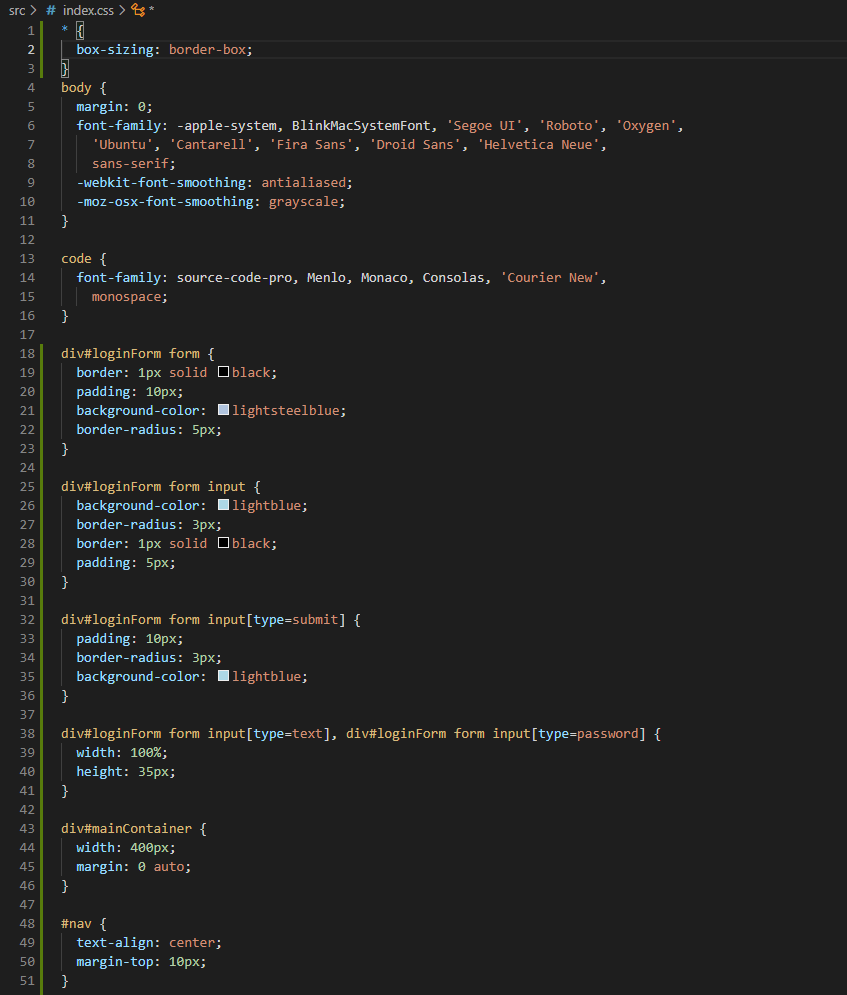 src > # index.css > *
1 * {
2   box-sizing: border-box;
3 }
4 body {
5   margin: 0;
6   font-family: -apple-system, BlinkMacSystemFont, 'Segoe UI', 'Roboto', 'Oxygen',
7     'Ubuntu', 'Cantarell', 'Fira Sans', 'Droid Sans', 'Helvetica Neue',
8     sans-serif;
9   -webkit-font-smoothing: antialiased;
10   -moz-osx-font-smoothing: grayscale;
11 }
12
13 code {
14   font-family: source-code-pro, Menlo, Monaco, Consolas, 'Courier New',
15     monospace;
16 }
17
18 div#loginForm form {
19   border: 1px solid black;
20   padding: 10px;
21   background-color: lightsteelblue;
22   border-radius: 5px;
23 }
24
25 div#loginForm form input {
26   background-color: lightblue;
27   border-radius: 3px;
28   border: 1px solid black;
29   padding: 5px;
30 }
31
32 div#loginForm form input[type=submit] {
33   padding: 10px;
34   border-radius: 3px;
35   background-color: lightblue;
36 }
37
38 div#loginForm form input[type=text], div#loginForm form input[type=password] {
39   width: 100%;
40   height: 35px;
41 }
42
43 div#mainContainer {
44   width: 400px;
45   margin: 0 auto;
46 }
47
48 #nav {
49   text-align: center;
50   margin-top: 10px;
51 }